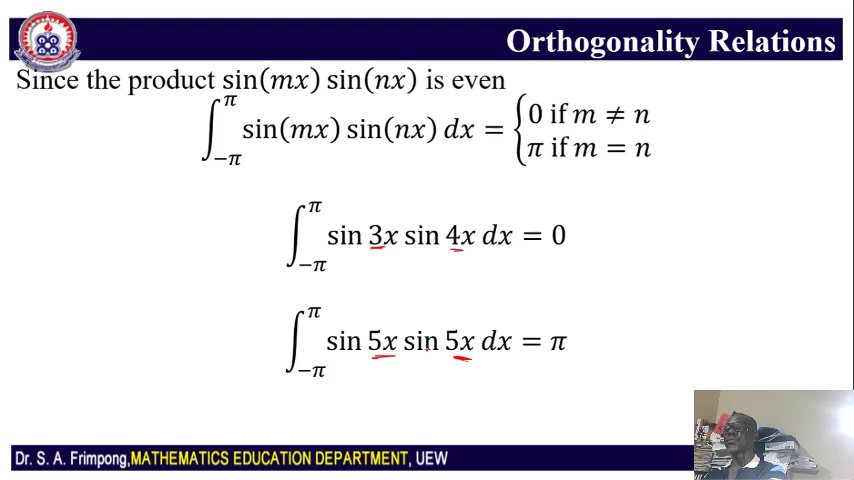 Orthogonality Relations
Since the product sin(𝑚𝑥) sin(𝑛𝑥) is even
∫_{−𝜋}^{𝜋} sin(𝑚𝑥) sin(𝑛𝑥) 𝑑𝑥 = {0 if 𝑚 ≠ 𝑛
𝜋 if 𝑚 = 𝑛
∫_{−𝜋}^{𝜋} sin 3𝑥 sin 4𝑥 𝑑𝑥 = 0
∫_{−𝜋}^{𝜋} sin 5𝑥 sin 5𝑥 𝑑𝑥 = 𝜋
Dr. S. A. Frimpong,MATHEMATICS EDUCATION DEPARTMENT, UEW